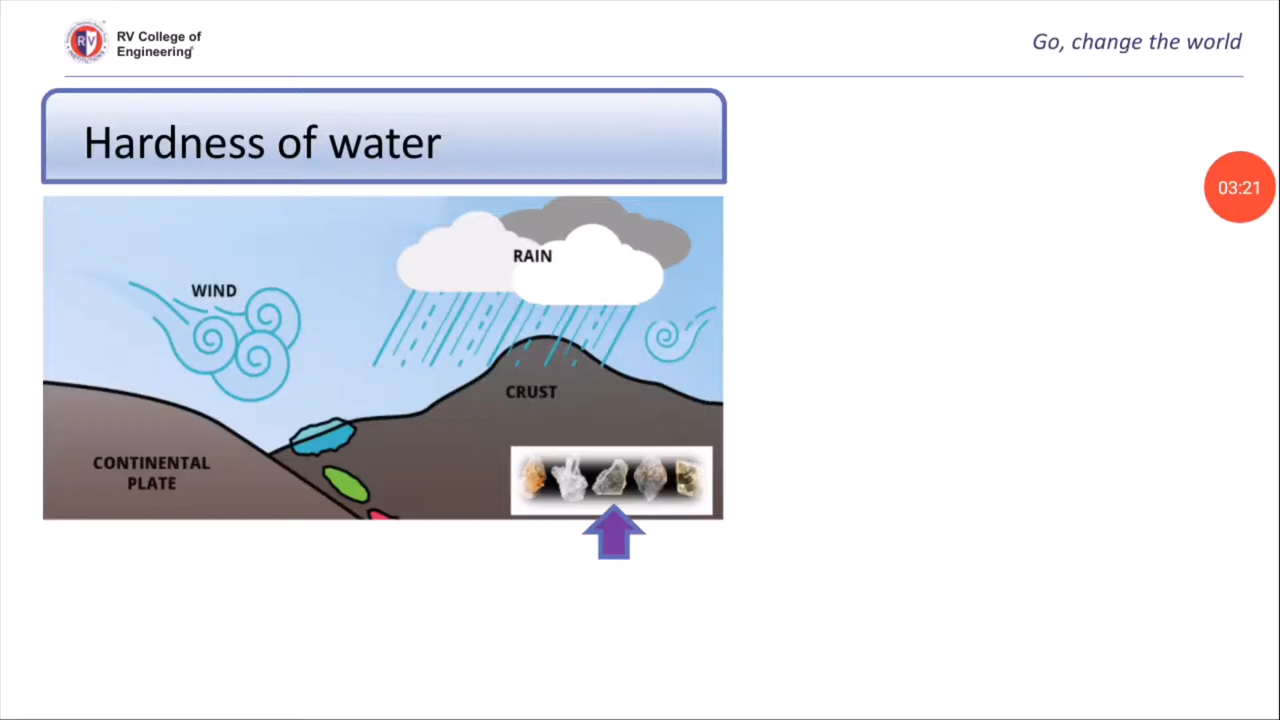 RV College of
Engineering
Go, change the world
Hardness of water
03:21
RAIN
WIND
CRUST
CONTINENTAL
PLATE